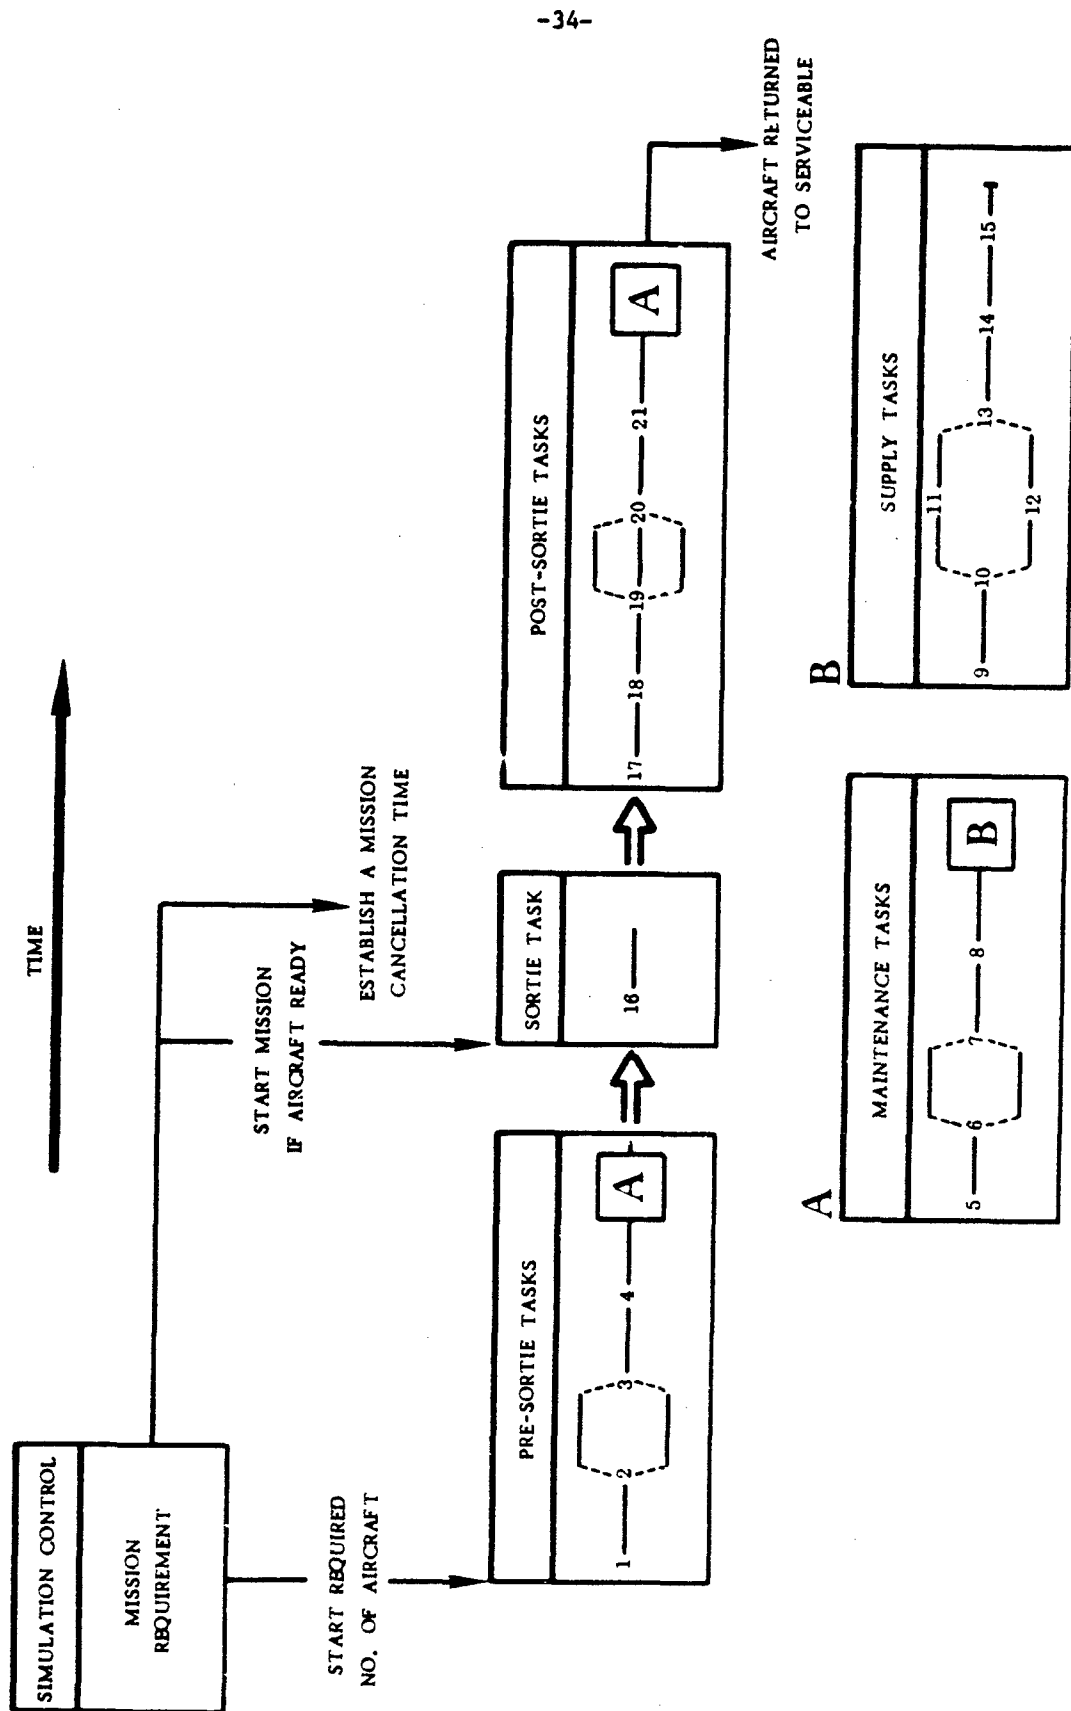 -34-
TIME
SIMULATION CONTROL
MISSION
REQUIREMENT
START REQUIRED
NO. OF AIRCRAFT
START MISSION
IF AIRCRAFT READY
ESTABLISH A MISSION
CANCELLATION TIME
PRE-SORTIE TASKS
1 2 3 4 A
SORTIE TASK
16
POST-SORTIE TASKS
17 18 19 20 21 A
AIRCRAFT RETURNED
TO SERVICEABLE
A
MAINTENANCE TASKS
5 6 7 8 B
B
SUPPLY TASKS
11
9 10 13 14 15
12